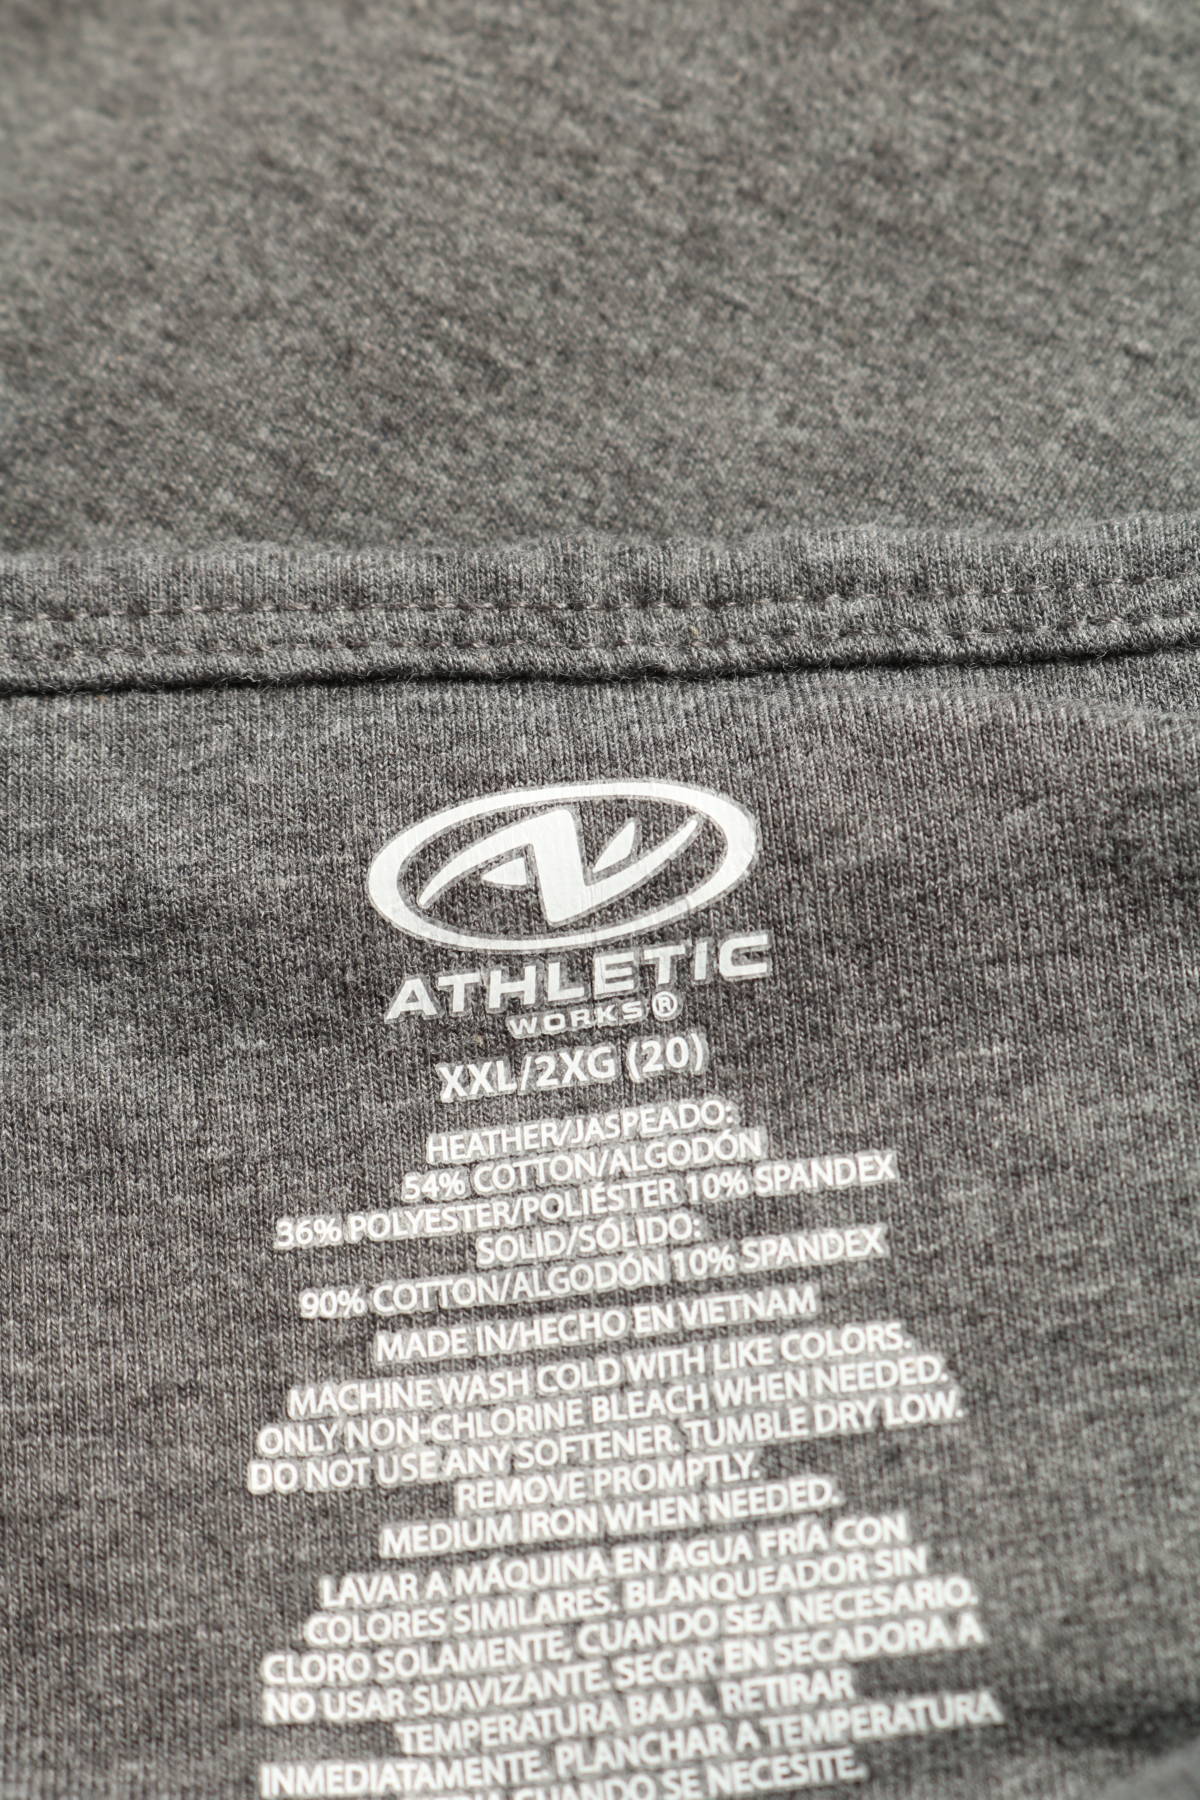 ATHLETIC
WORKS®
XXL/2XG (20)
HEATHER/JASPEADO:
54% COTTON/ALGODÓN
36% POLYESTER/POLIÉSTER 10% SPANDEX
SOLID/SÓLIDO:
90% COTTON/ALGODÓN 10% SPANDEX
MADE IN/HECHO EN VIETNAM
MACHINE WASH COLD WITH LIKE COLORS.
ONLY NON-CHLORINE BLEACH WHEN NEEDED.
DO NOT USE ANY SOFTENER. TUMBLE DRY LOW.
REMOVE PROMPTLY.
MEDIUM IRON WHEN NEEDED.
LAVAR A MÁQUINA EN AGUA FRÍA CON
COLORES SIMILARES. BLANQUEADOR SIN
CLORO SOLAMENTE, CUANDO SEA NECESARIO.
NO USAR SUAVIZANTE. SECAR EN SECADORA A
TEMPERATURA BAJA. RETIRAR
INMEDIATAMENTE. PLANCHAR A TEMPERATURA
CUANDO SE NECESITE.